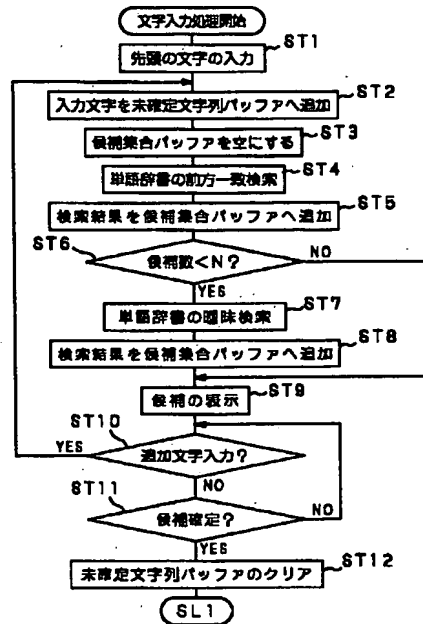 文字入力処理開始
先頭の文字の入力 ST1
入力文字を未確定文字列バッファへ追加 ST2
候補集合バッファを空にする ST3
単語辞書の前方一致検索 ST4
検索結果を候補集合バッファへ追加 ST5
ST6 候補数<N? NO
YES
単語辞書の曖昧検索 ST7
検索結果を候補集合バッファへ追加 ST8
候補の表示 ST9
ST10
YES 追加文字入力?
NO
ST11
候補確定? NO
YES
未確定文字列バッファのクリア ST12
SL1